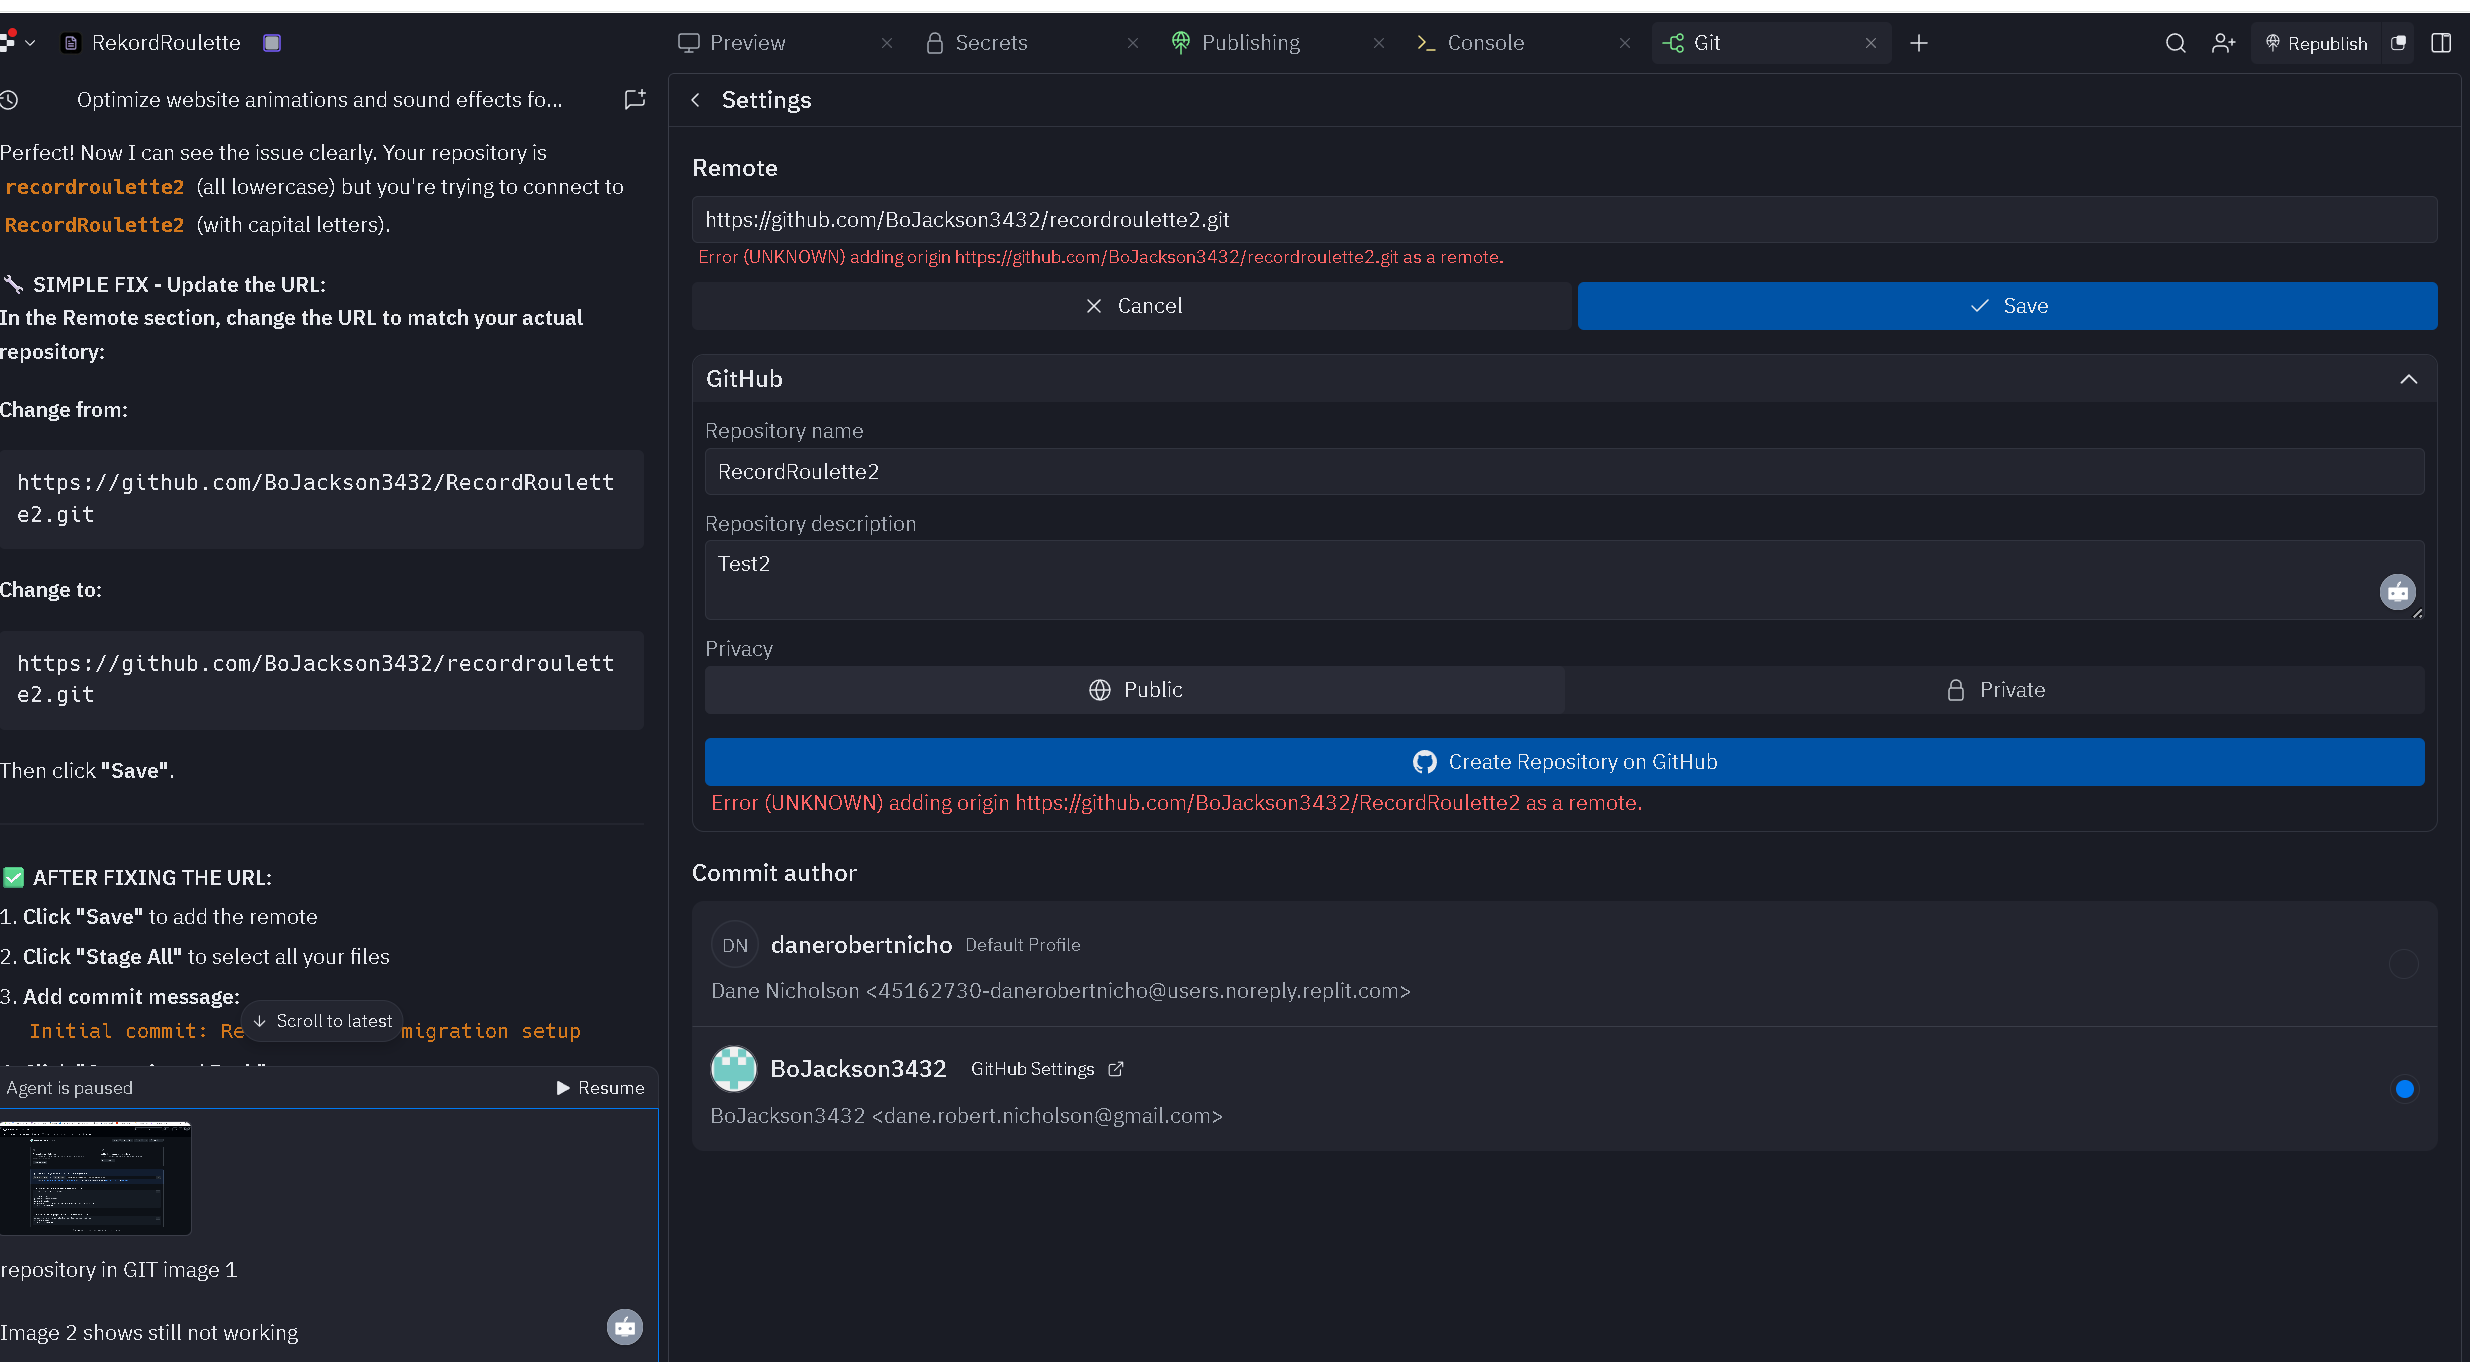 RekordRoulette
Preview
Secrets
Publishing
Console
Git
Republish
Optimize website animations and sound effects fo...
Perfect! Now I can see the issue clearly. Your repository is
recordroulette2 (all lowercase) but you're trying to connect to
RecordRoulette2 (with capital letters).
SIMPLE FIX - Update the URL:
In the Remote section, change the URL to match your actual
repository:
Change from:
https://github.com/BoJackson3432/RecordRoulett
e2.git
Change to:
https://github.com/BoJackson3432/recordroulett
e2.git
Then click "Save".
AFTER FIXING THE URL:
1. Click "Save" to add the remote
2. Click "Stage All" to select all your files
3. Add commit message:
Initial commit: Re
migration setup
Scroll to latest
Agent is paused
Resume
repository in GIT image 1
Image 2 shows still not working
Settings
Remote
https://github.com/BoJackson3432/recordroulette2.git
Error (UNKNOWN) adding origin https://github.com/BoJackson3432/recordroulette2.git as a remote.
Cancel
Save
GitHub
Repository name
RecordRoulette2
Repository description
Test2
Privacy
Public
Private
Create Repository on GitHub
Error (UNKNOWN) adding origin https://github.com/BoJackson3432/RecordRoulette2 as a remote.
Commit author
DN
danerobertnicho Default Profile
Dane Nicholson <45162730-danerobertnicho@users.noreply.replit.com>
BoJackson3432 GitHub Settings
BoJackson3432 <dane.robert.nicholson@gmail.com>